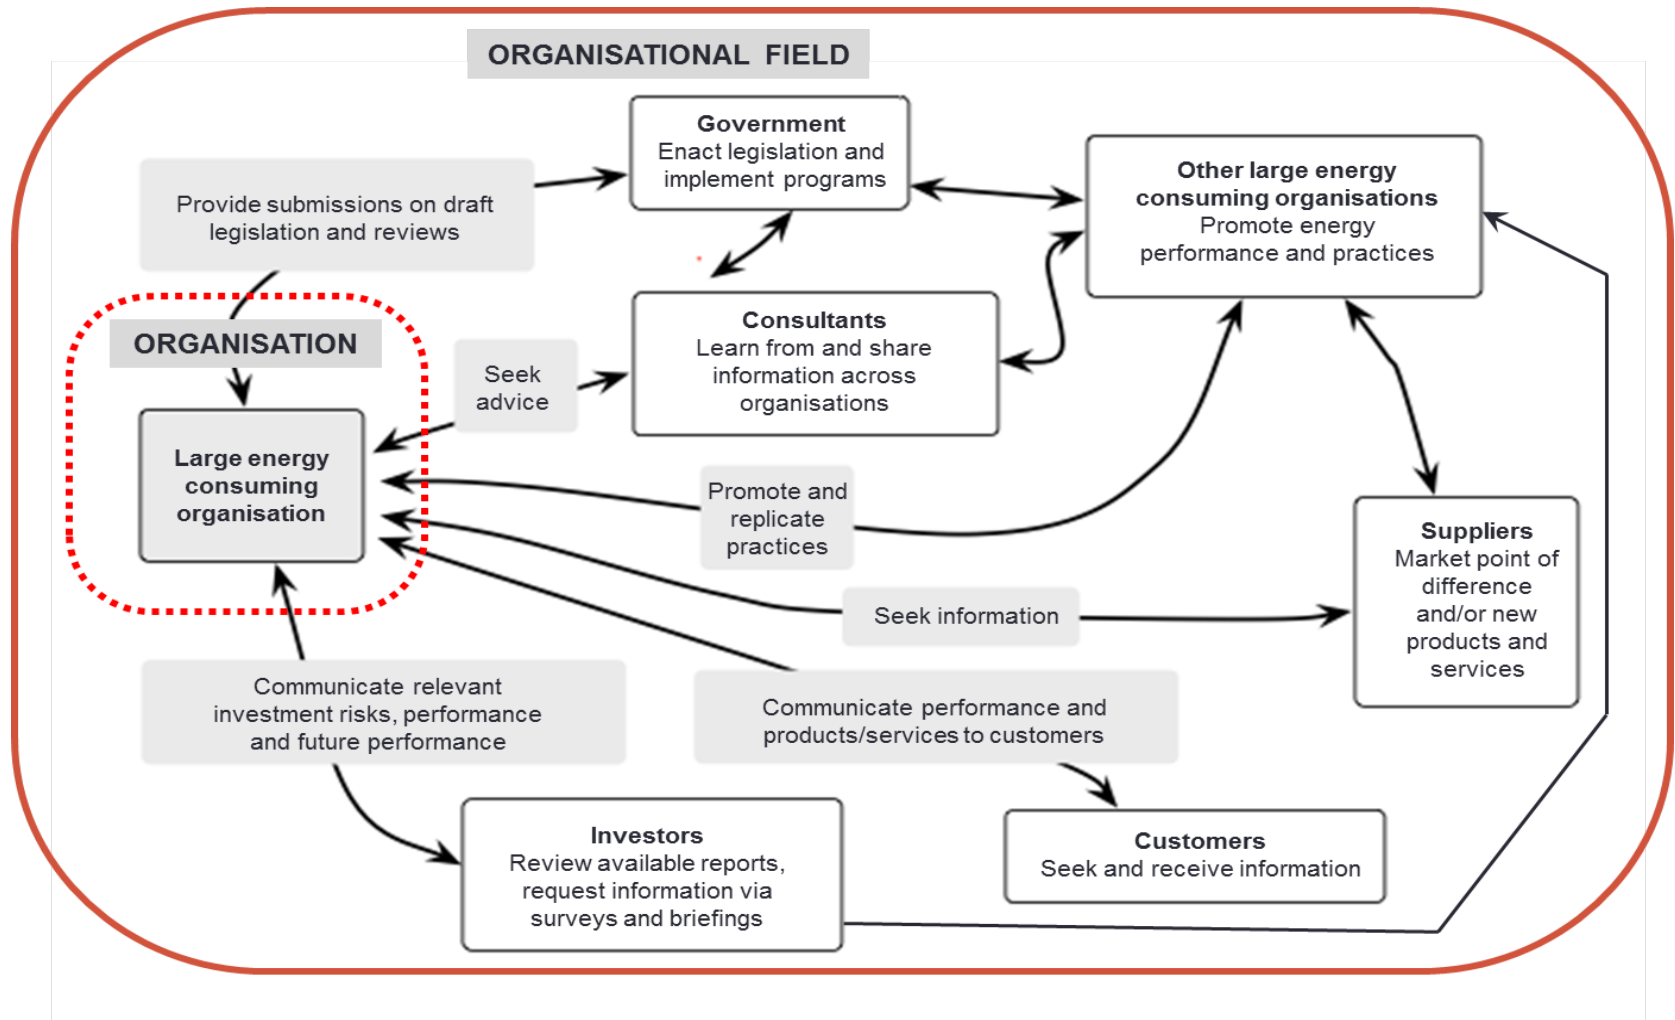 ORGANISATIONAL FIELD
Government
Enact legislation and
implement programs
Other large energy
consuming organisations
Promote energy
performance and practices
Provide submissions on draft
legislation and reviews
ORGANISATION
Consultants
Learn from and share
information across
organisations
Seek
advice
Large energy
consuming
organisation
Promote and
replicate
practices
Suppliers
Market point of
difference
and/or new
products and
services
Seek information
Communicate relevant
investment risks, performance
and future performance
Communicate performance and
products/services to customers
Investors
Review available reports,
request information via
surveys and briefings
Customers
Seek and receive information